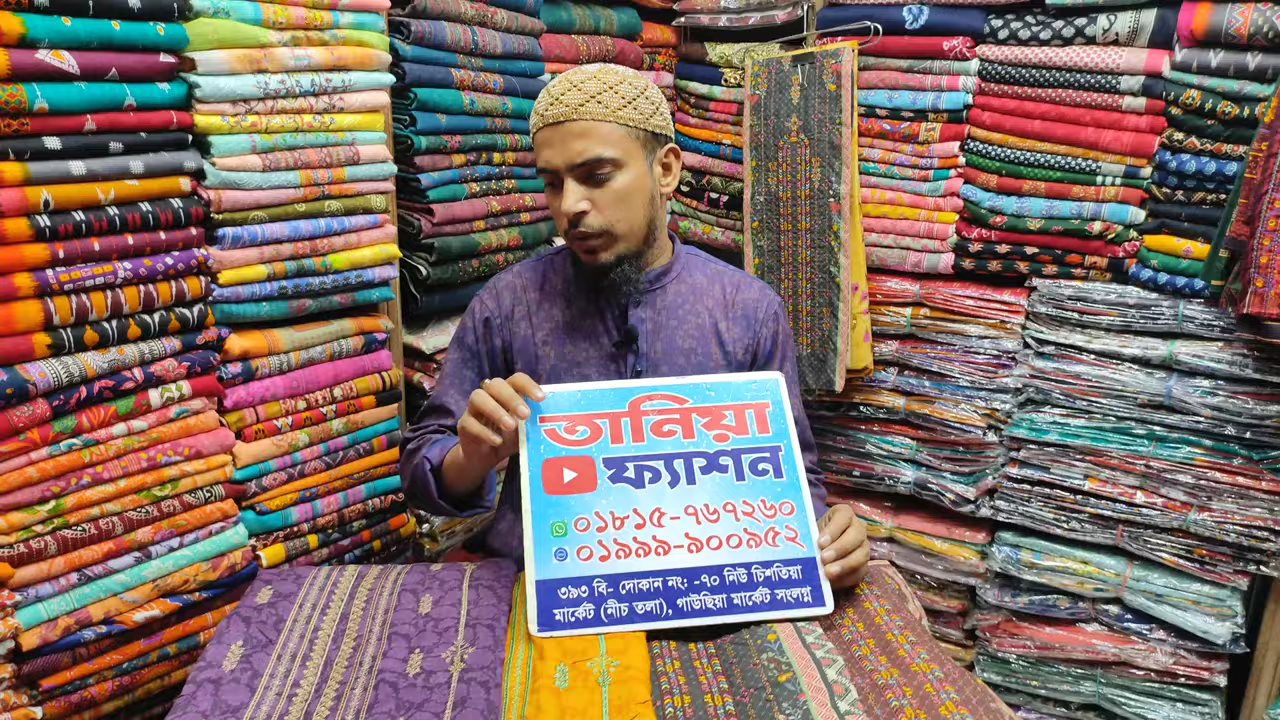 তানিয়া
ফ্যাশন
০১৮১৫-৭৬৭২৬০
০১৯৯৯-৯০০৯৫২
৩৯৩ বি- দোকান নং: -৭০ নিউ চিশতিয়া
মার্কেট (নীচ তলা), গাউছিয়া মার্কেট সংলগ্ন